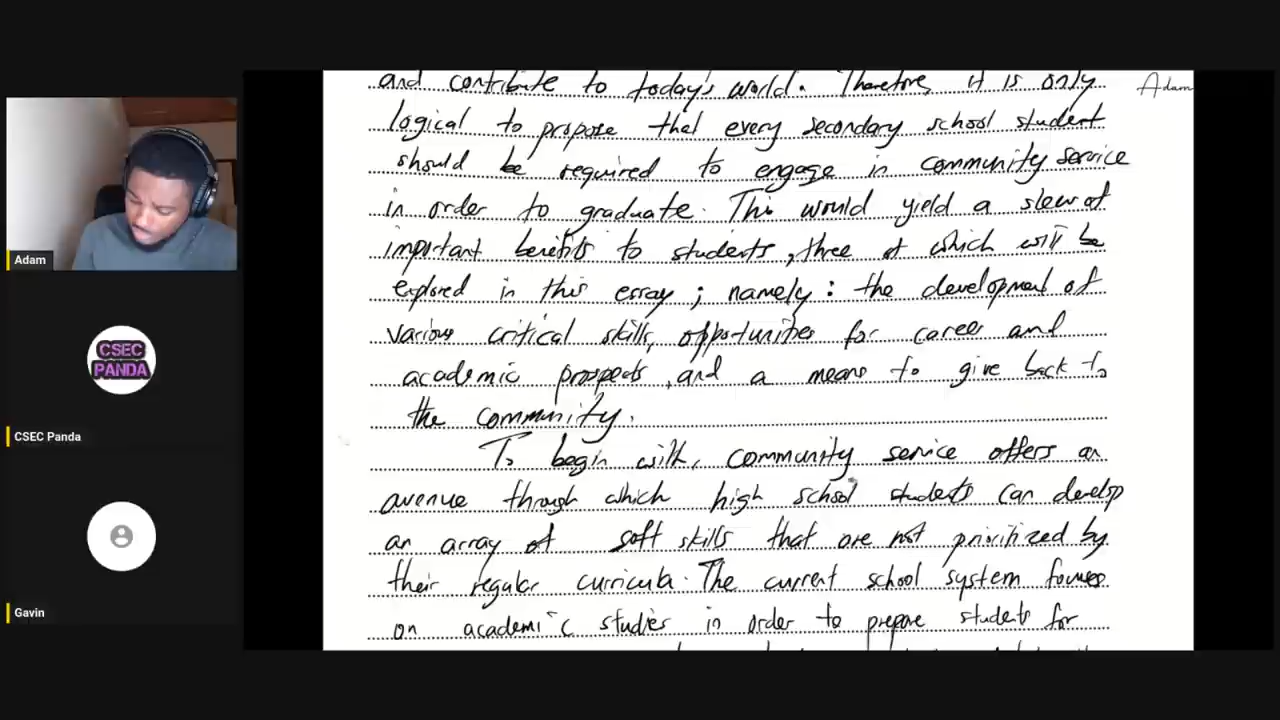 and contribute to today's world. Therefore, it is only
Adam
logical to propose that every secondary school student
should be required to engage in community service
in order to graduate. This would yield a slew of
important benefits to students, three of which will be
explored in this essay; namely: the development of
various critical skills, opportunities for career and
academic prospects, and a means to give back to
the community.
To begin with, community service offers an
avenue through which high school students can develop
an array of soft skills that are not prioritized by
their regular curricula. The current school system focuses
on academic studies in order to prepare students for
Adam
CSEC
PANDA
CSEC Panda
Gavin